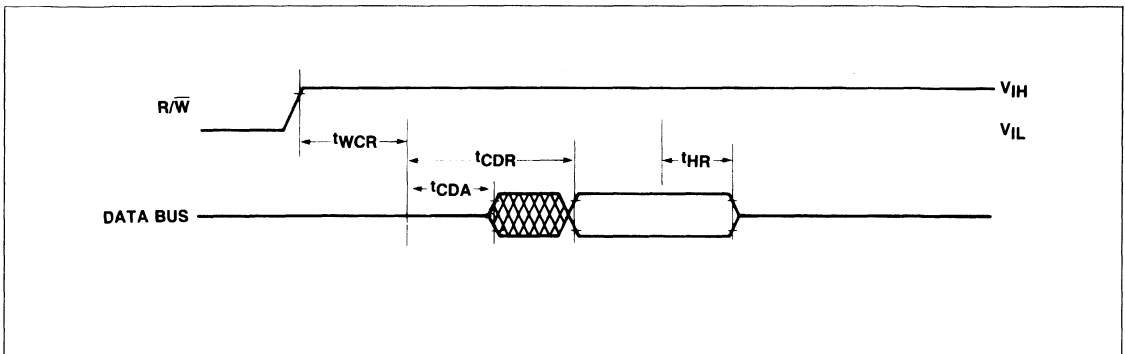 R/W̅
VIH
VIL
tWCR
tCDR
tHR
tCDA
DATA BUS